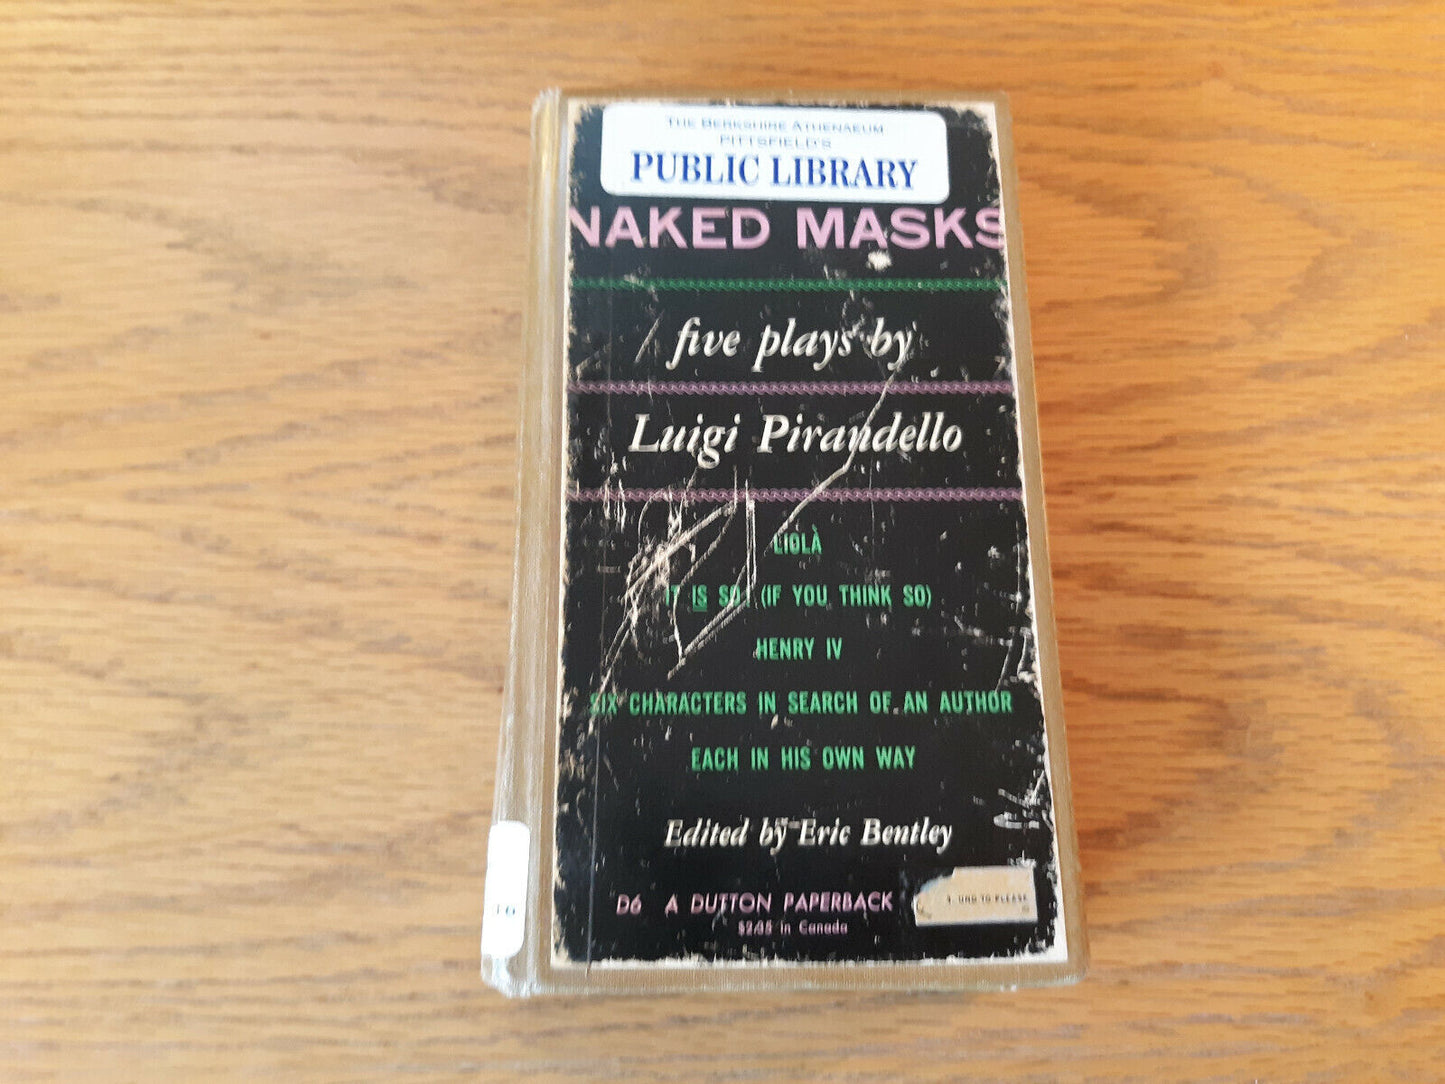 THE BERKSHIRE ATHENAEUM
PITTSFIELD'S
PUBLIC LIBRARY
NAKED MASKS
five plays by
Luigi Pirandello
LIOLÀ
IT IS SO! (IF YOU THINK SO)
HENRY IV
SIX CHARACTERS IN SEARCH OF AN AUTHOR
EACH IN HIS OWN WAY
Edited by Eric Bentley
D6 A DUTTON PAPERBACK
in Canada
TO PLEASE